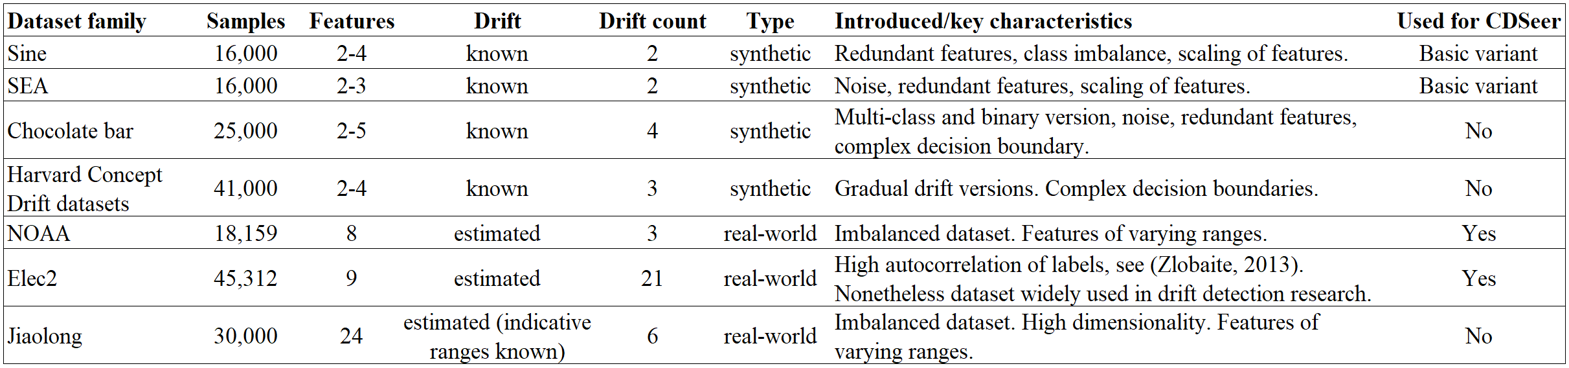 Dataset family Samples Features Drift Drift count Type Introduced/key characteristics Used for CDSeer
Sine 16,000 2-4 known 2 synthetic Redundant features, class imbalance, scaling of features. Basic variant
SEA 16,000 2-3 known 2 synthetic Noise, redundant features, scaling of features. Basic variant
Chocolate bar 25,000 2-5 known 4 synthetic Multi-class and binary version, noise, redundant features,
complex decision boundary. No
Harvard Concept
Drift datasets 41,000 2-4 known 3 synthetic Gradual drift versions. Complex decision boundaries. No
NOAA 18,159 8 estimated 3 real-world Imbalanced dataset. Features of varying ranges. Yes
Elec2 45,312 9 estimated 21 real-world High autocorrelation of labels, see (Zlobaite, 2013).
Nonetheless dataset widely used in drift detection research. Yes
Jiaolong 30,000 24 estimated (indicative
ranges known) 6 real-world Imbalanced dataset. High dimensionality. Features of
varying ranges. No